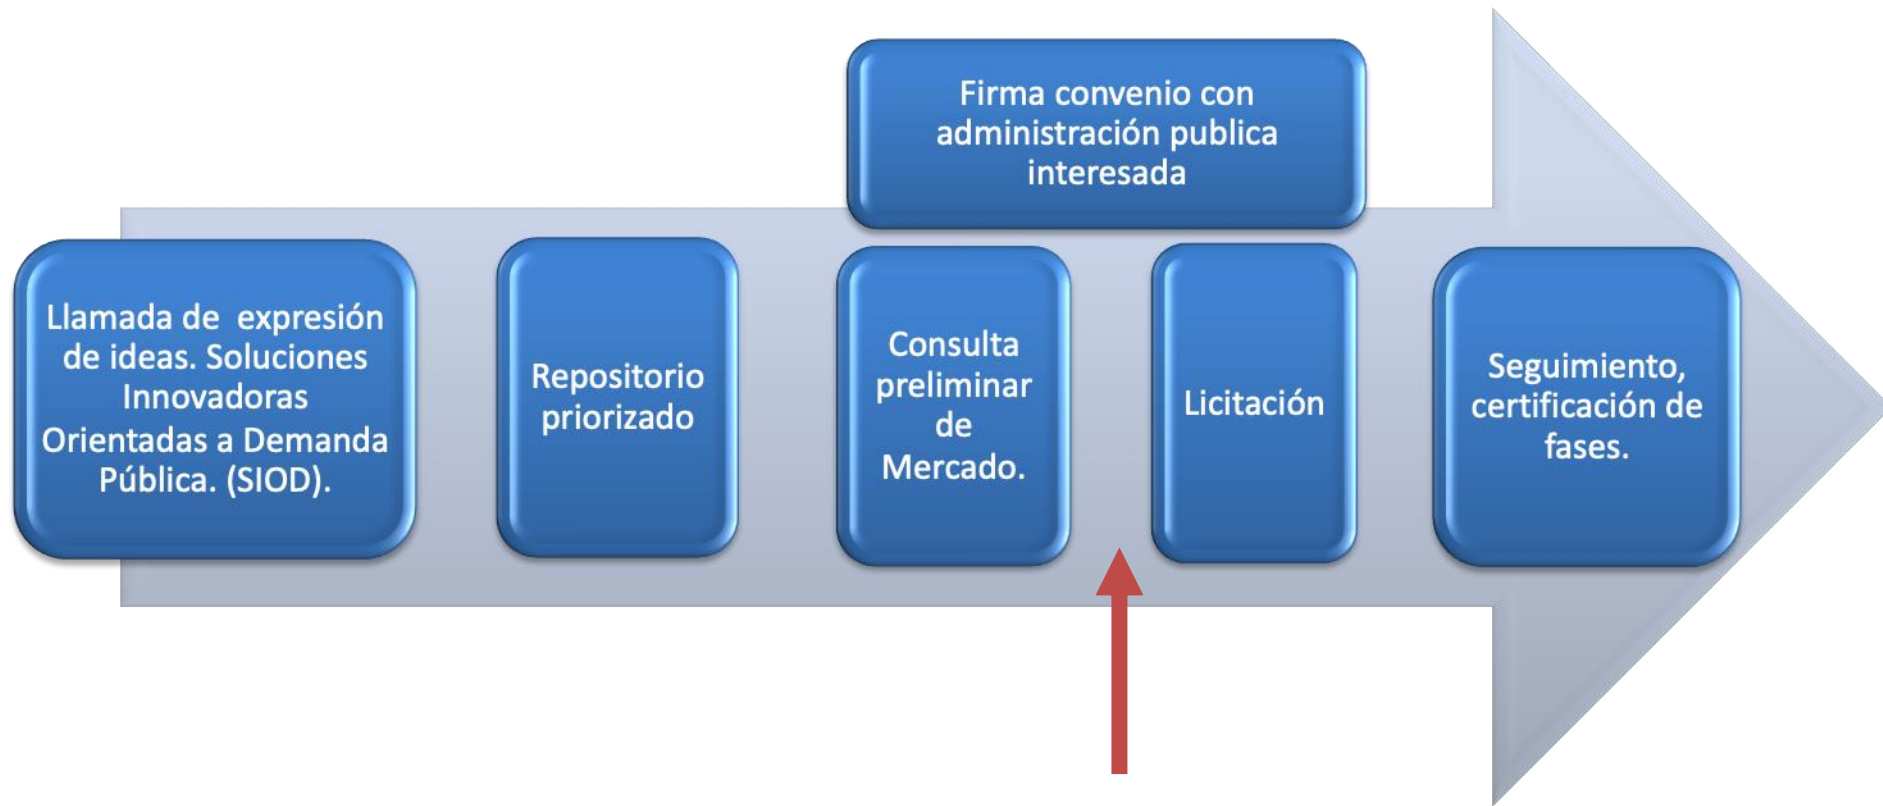 Firma convenio con
administración publica
interesada
Llamada de expresión
de ideas. Soluciones
Innovadoras
Orientadas a Demanda
Pública. (SIOD).
Repositorio
priorizado
Consulta
preliminar
de
Mercado.
Licitación
Seguimiento,
certificación de
fases.